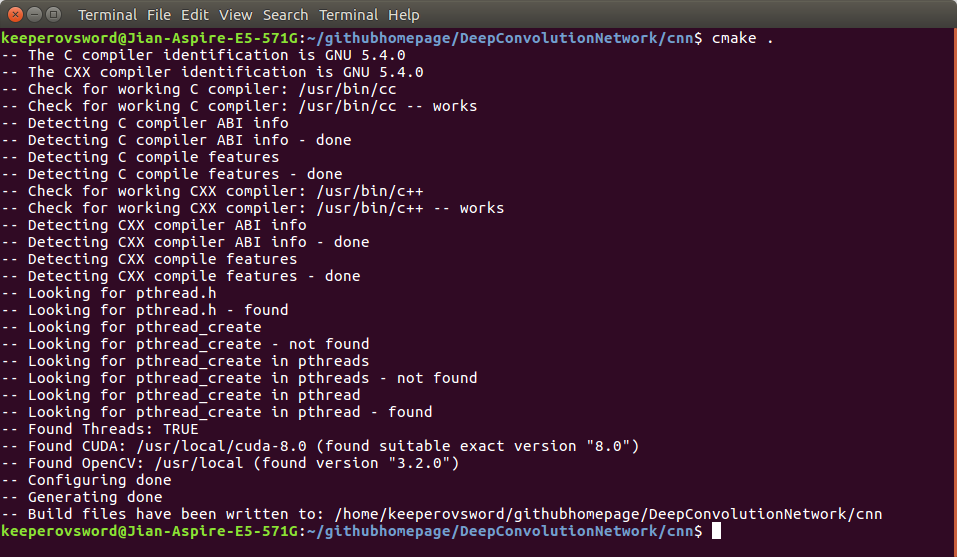 Terminal File Edit View Search Terminal Help
keeperovsword@Jian-Aspire-E5-571G:~/githubhomepage/DeepConvolutionNetwork/cnn$ cmake .
-- The C compiler identification is GNU 5.4.0
-- The CXX compiler identification is GNU 5.4.0
-- Check for working C compiler: /usr/bin/cc
-- Check for working C compiler: /usr/bin/cc -- works
-- Detecting C compiler ABI info
-- Detecting C compiler ABI info - done
-- Detecting C compile features
-- Detecting C compile features - done
-- Check for working CXX compiler: /usr/bin/c++
-- Check for working CXX compiler: /usr/bin/c++ -- works
-- Detecting CXX compiler ABI info
-- Detecting CXX compiler ABI info - done
-- Detecting CXX compile features
-- Detecting CXX compile features - done
-- Looking for pthread.h
-- Looking for pthread.h - found
-- Looking for pthread_create
-- Looking for pthread_create - not found
-- Looking for pthread_create in pthreads
-- Looking for pthread_create in pthreads - not found
-- Looking for pthread_create in pthread
-- Looking for pthread_create in pthread - found
-- Found Threads: TRUE
-- Found CUDA: /usr/local/cuda-8.0 (found suitable exact version "8.0")
-- Found OpenCV: /usr/local (found version "3.2.0")
-- Configuring done
-- Generating done
-- Build files have been written to: /home/keeperovsword/githubhomepage/DeepConvolutionNetwork/cnn
keeperovsword@Jian-Aspire-E5-571G:~/githubhomepage/DeepConvolutionNetwork/cnn$